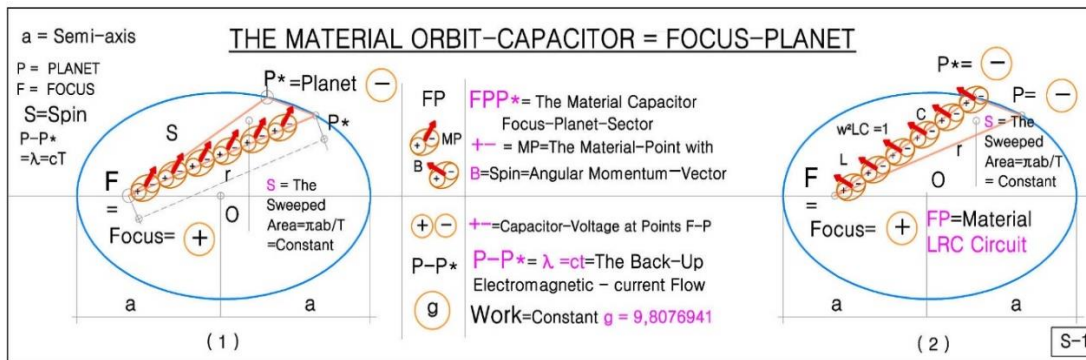 THE MATERIAL ORBIT-CAPACITOR = FOCUS-PLANET
a = Semi-axis
P = PLANET
F = FOCUS
S=Spin
P-P*
=λ=cT
P*=Planet −
P*
S
F
=
r
O
Focus= +
S = The
Sweeped
Area=πab/T
=Constant
a
a
(1)
FP FPP*= The Material Capacitor
Focus-Planet-Sector
MP +- = MP=The Material-Point with
B B=Spin=Angular Momentum-Vector
+ − +-=Capacitor-Voltage at Points F-P
P-P* P-P*= λ =ct=The Back-Up
Electromagnetic - current Flow
g Work=Constant g = 9,8076941
P*= −
P= −
C
w²LC =1
L
S = The
Sweeped
Area=πab/T
= Constant
r
F
=
O
Focus= +
FP=Material
LRC Circuit
a
a
(2)
S-1